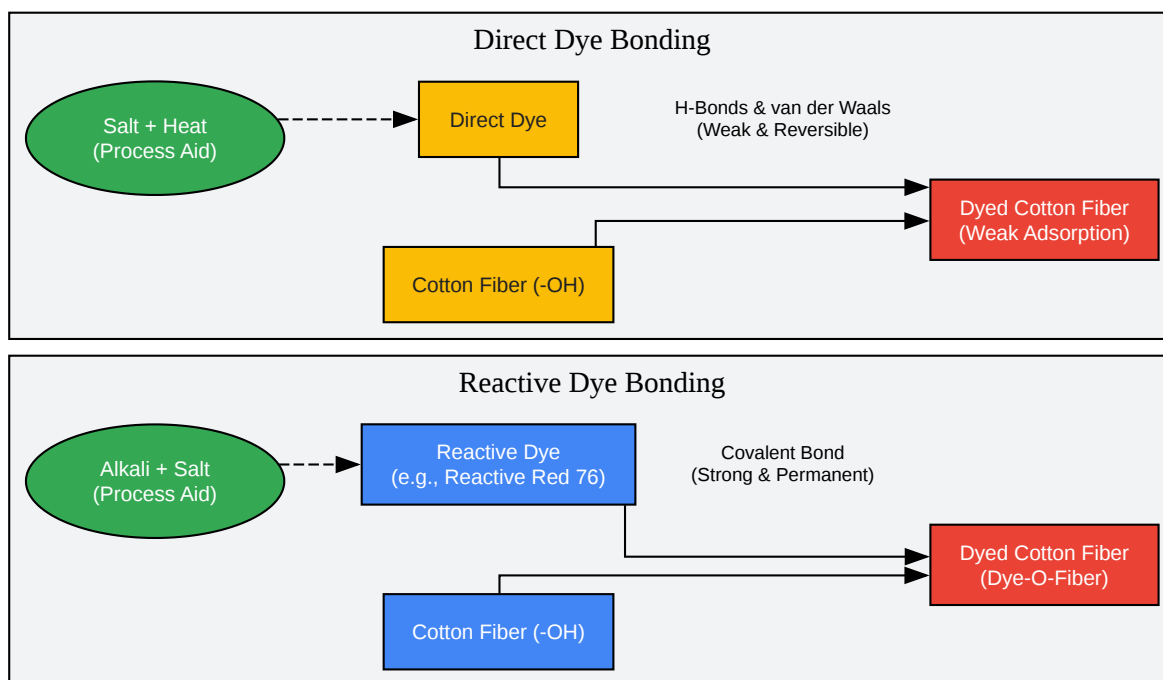 Direct Dye Bonding
Salt + Heat
(Process Aid)
Direct Dye
H-Bonds & van der Waals
(Weak & Reversible)
Dyed Cotton Fiber
(Weak Adsorption)
Cotton Fiber (-OH)
Reactive Dye Bonding
Alkali + Salt
(Process Aid)
Reactive Dye
(e.g., Reactive Red 76)
Covalent Bond
(Strong & Permanent)
Dyed Cotton Fiber
(Dye-O-Fiber)
Cotton Fiber (-OH)